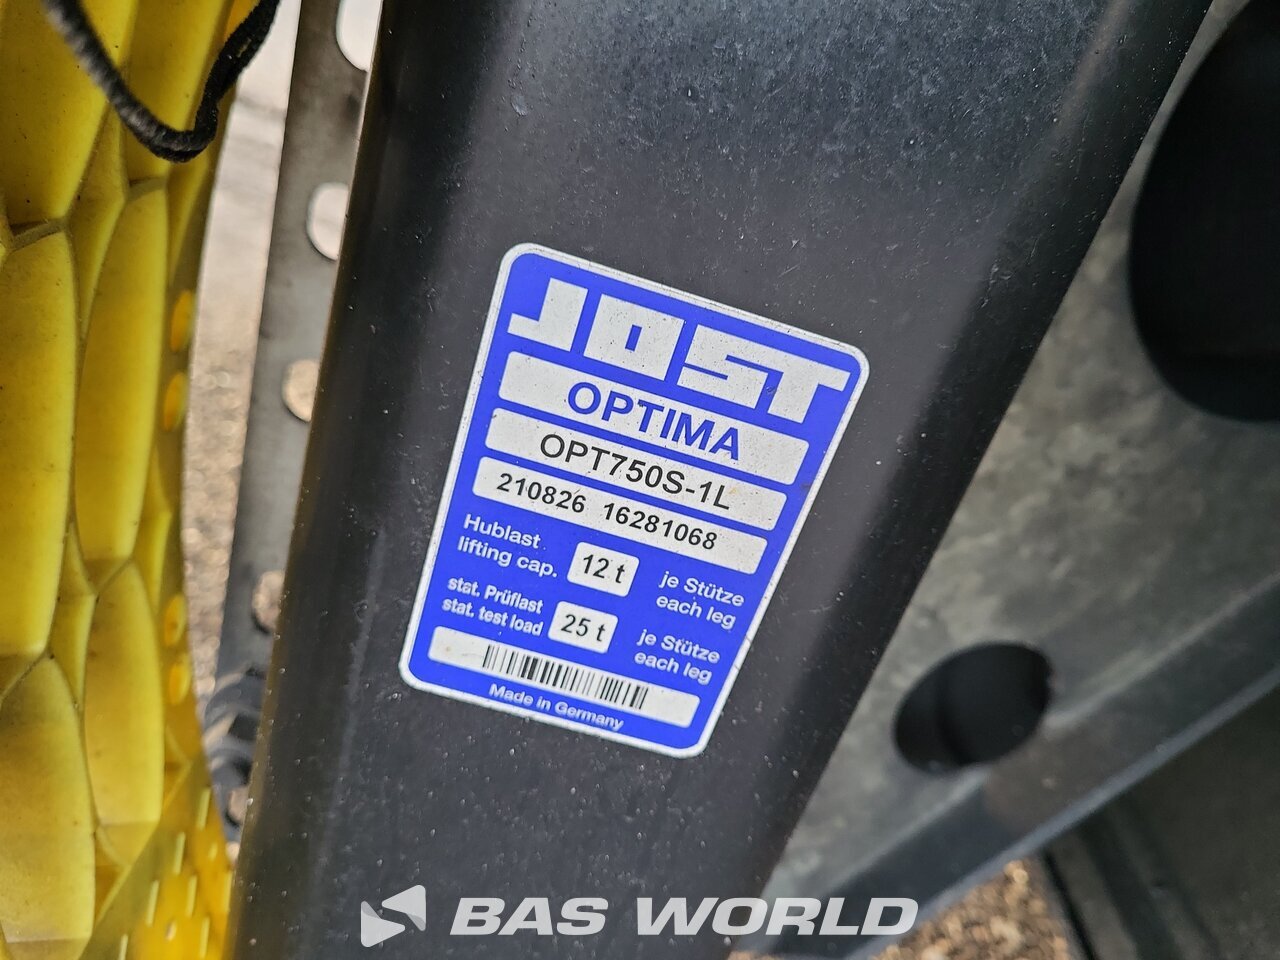 JOST
OPTIMA
OPT750S-1L
210826 16281068
Hublast
lifting cap.
12 t
je Stütze
each leg
stat. Prüflast
stat. test load
25 t
je Stütze
each leg
Made in Germany
BAS WORLD